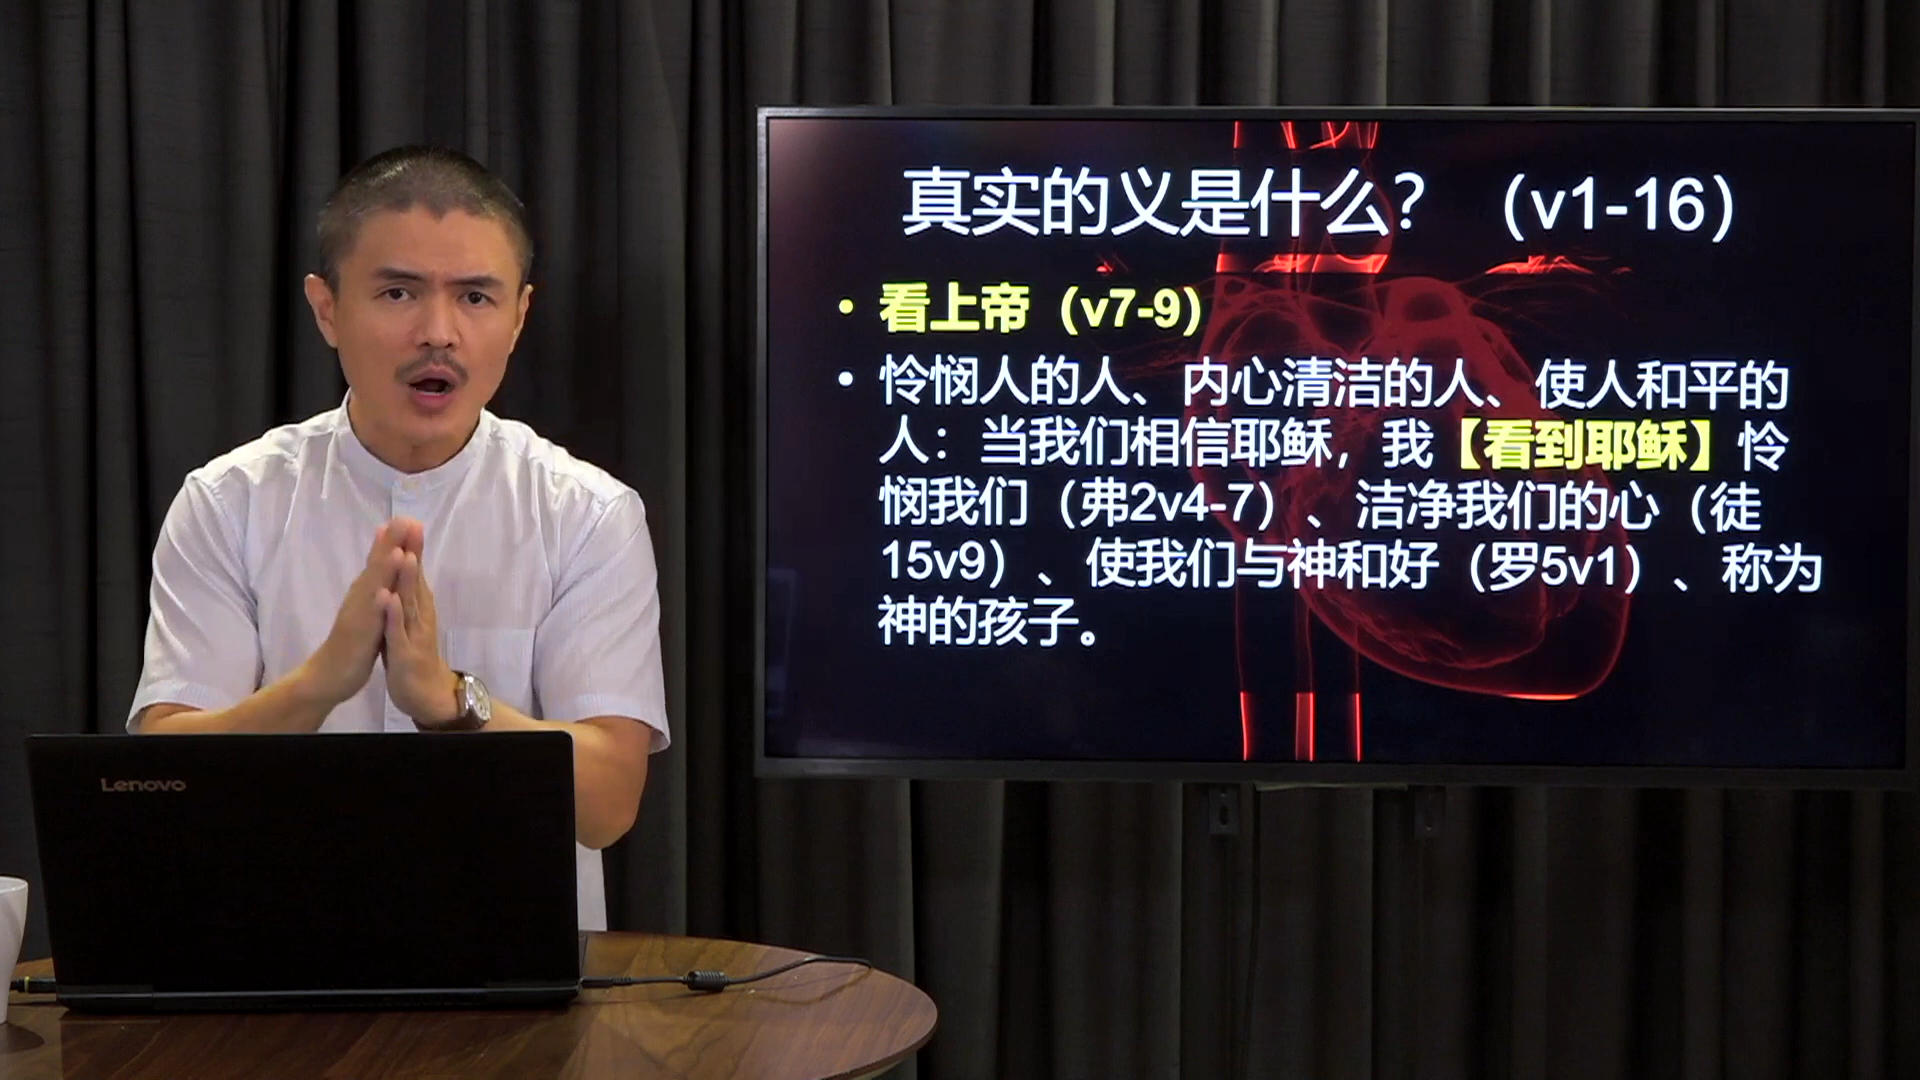 真实的义是什么？（v1-16）
• 看上帝（v7-9）
• 怜悯人的人、内心清洁的人、使人和平的
人：当我们相信耶稣，我【看到耶稣】怜
悯我们（弗2v4-7）、洁净我们的心（徒
15v9）、使我们与神和好（罗5v1）、称为
神的孩子。
Lenovo